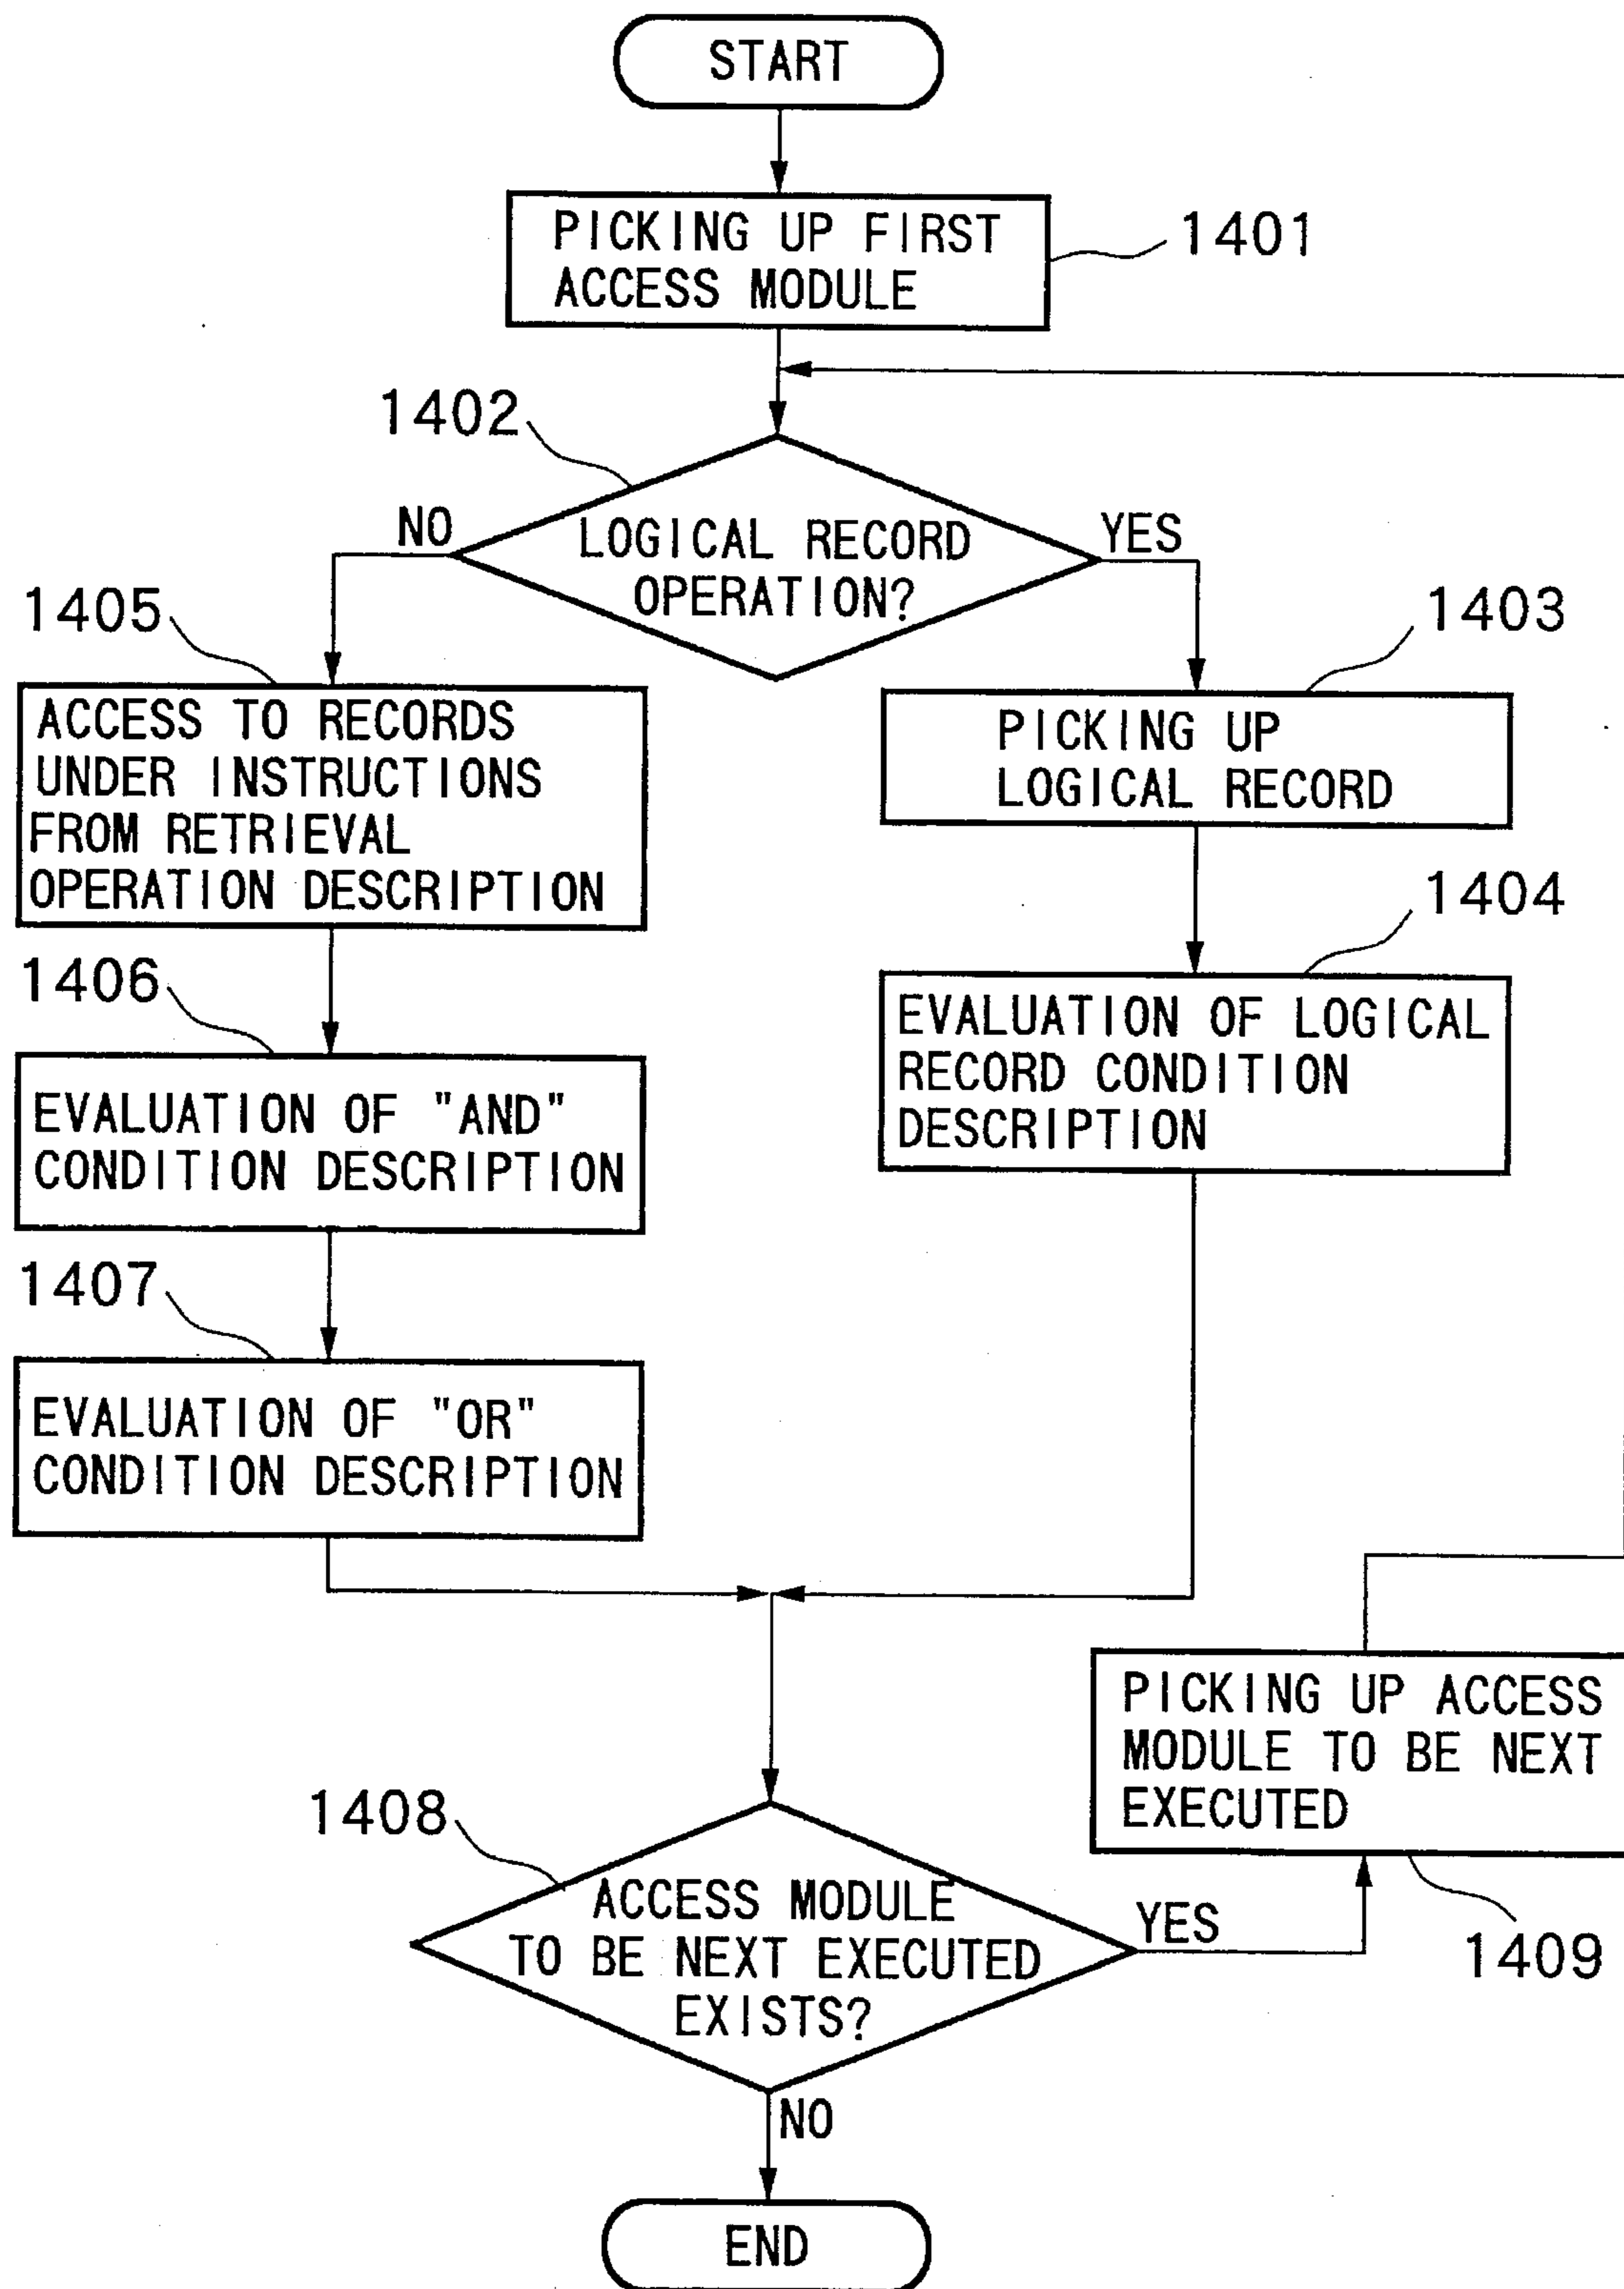 START
PICKING UP FIRST
ACCESS MODULE
1401
1402
NO
LOGICAL RECORD
OPERATION?
YES
1405
ACCESS TO RECORDS
UNDER INSTRUCTIONS
FROM RETRIEVAL
OPERATION DESCRIPTION
1403
PICKING UP
LOGICAL RECORD
1404
EVALUATION OF LOGICAL
RECORD CONDITION
DESCRIPTION
1406
EVALUATION OF "AND"
CONDITION DESCRIPTION
1407
EVALUATION OF "OR"
CONDITION DESCRIPTION
PICKING UP ACCESS
MODULE TO BE NEXT
EXECUTED
1409
1408
ACCESS MODULE
TO BE NEXT EXECUTED
EXISTS?
YES
NO
END